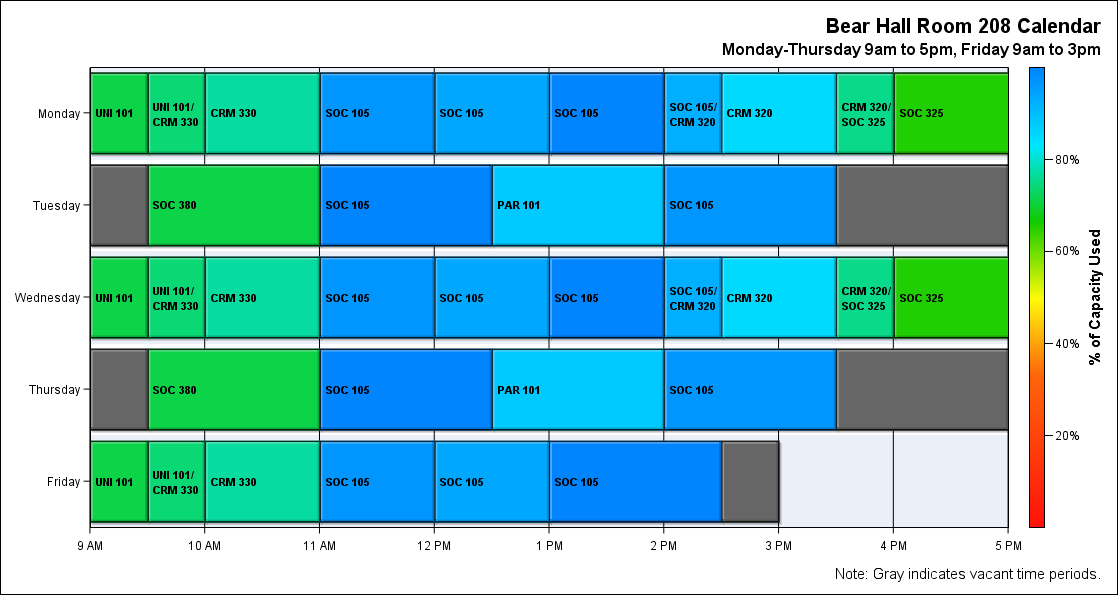 Bear Hall Room 208 Calendar
Monday-Thursday 9am to 5pm, Friday 9am to 3pm
Monday
UNI 101
UNI 101/
CRM 330
CRM 330
SOC 105
SOC 105
SOC 105
SOC 105/
CRM 320
CRM 320
CRM 320/
SOC 325
SOC 325
Tuesday
SOC 380
SOC 105
PAR 101
SOC 105
Wednesday
UNI 101
UNI 101/
CRM 330
CRM 330
SOC 105
SOC 105
SOC 105
SOC 105/
CRM 320
CRM 320
CRM 320/
SOC 325
SOC 325
Thursday
SOC 380
SOC 105
PAR 101
SOC 105
Friday
UNI 101
UNI 101/
CRM 330
CRM 330
SOC 105
SOC 105
SOC 105
9 AM
10 AM
11 AM
12 PM
1 PM
2 PM
3 PM
4 PM
5 PM
80%
60%
40%
20%
% of Capacity Used
Note: Gray indicates vacant time periods.